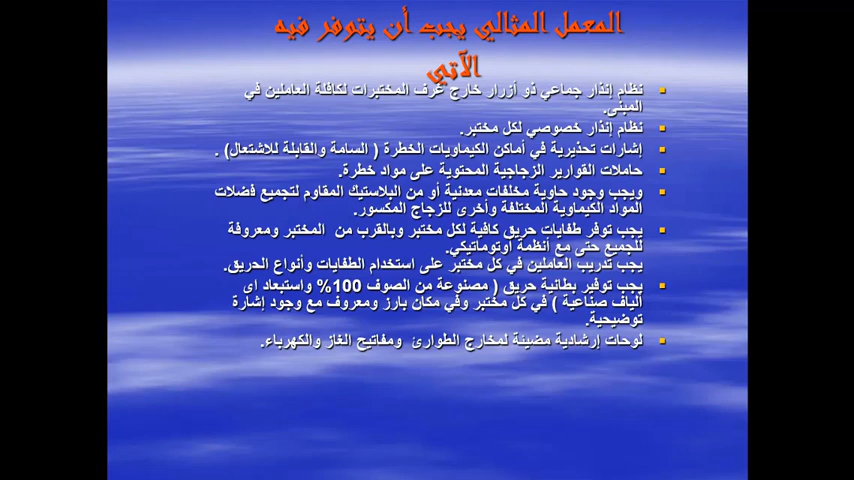 المعمل المثالي يجب أن يتوفر فيه
الآتي
نظام إنذار جماعي ذو أزرار خارج غرف المختبرات لكافلة العاملين في
المبنى.
نظام إنذار خصوصي لكل مختبر.
إشارات تحذيرية في أماكن الكيماويات الخطرة ( السامة والقابلة للاشتعال) .
حاملات القوارير الزجاجية المحتوية على مواد خطرة.
ويجب وجود حاوية مخلفات معدنية أو من البلاستيك المقاوم لتجميع فضلات
المواد الكيماوية المختلفة وأخرى للزجاج المكسور.
يجب توفر طفايات حريق كافية لكل مختبر وبالقرب من المختبر ومعروفة
للجميع حتى مع أنظمة أوتوماتيكي.
يجب تدريب العاملين في كل مختبر على استخدام الطفايات وأنواع الحريق.
يجب توفير بطانية حريق ( مصنوعة من الصوف 100% واستبعاد اى
ألياف صناعية ) في كل مختبر وفي مكان بارز ومعروف مع وجود إشارة
توضيحية.
لوحات إرشادية مضيئة لمخارج الطوارئ ومفاتيح الغاز والكهرباء.